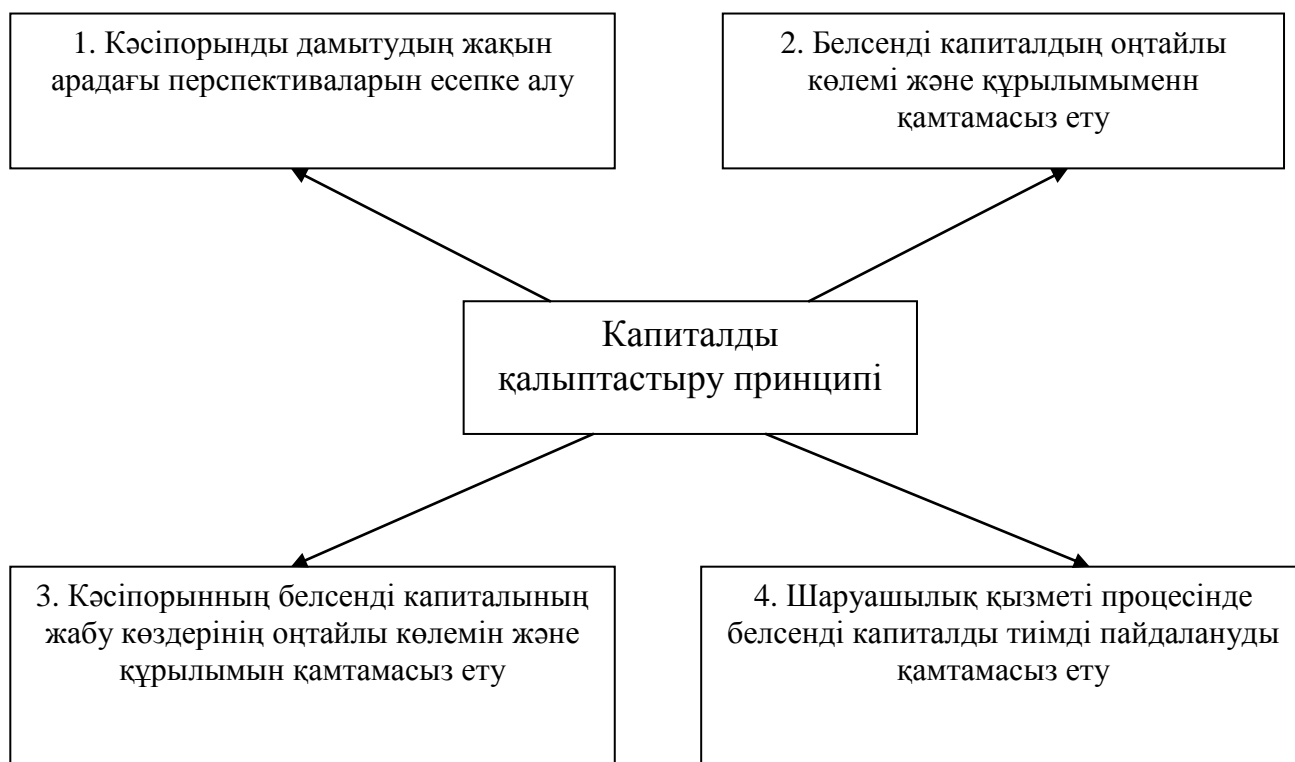 1. Кәсіпорынды дамытудың жақын
арадағы перспективаларын есепке алу
2. Белсенді капиталдың оңтайлы
көлемі және құрылымыменн
қамтамасыз ету
Капиталды
қалыптастыру принципі
3. Кәсіпорынның белсенді капиталының
жабу көздерінің оңтайлы көлемін және
құрылымын қамтамасыз ету
4. Шаруашылық қызметі процесінде
белсенді капиталды тиімді пайдалануды
қамтамасыз ету